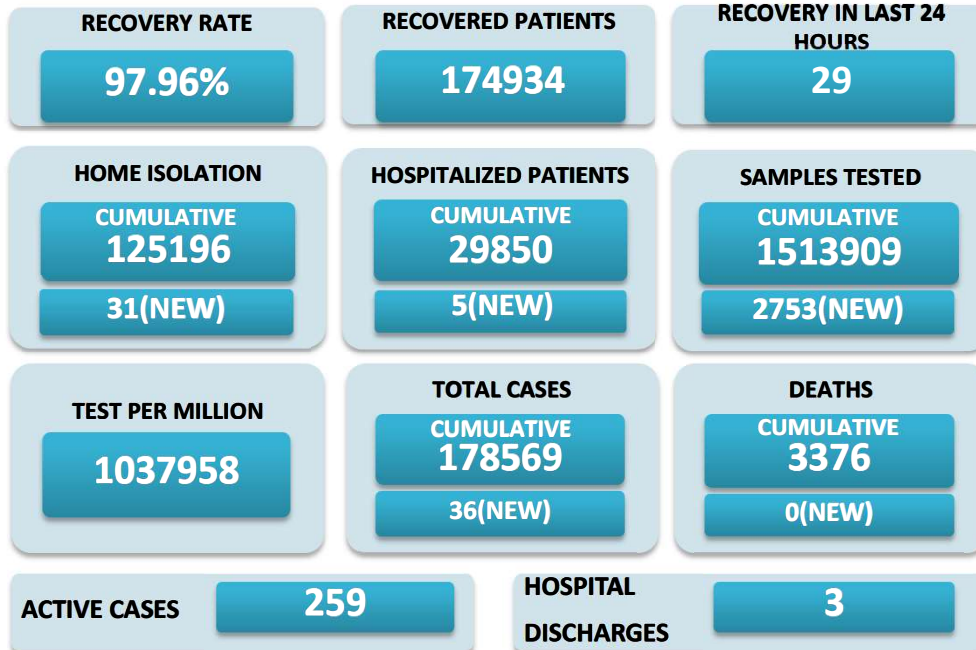 RECOVERY RATE
97.96%
RECOVERED PATIENTS
174934
RECOVERY IN LAST 24
HOURS
29
HOME ISOLATION
CUMULATIVE
125196
31(NEW)
HOSPITALIZED PATIENTS
CUMULATIVE
29850
5(NEW)
SAMPLES TESTED
CUMULATIVE
1513909
2753(NEW)
TEST PER MILLION
1037958
TOTAL CASES
CUMULATIVE
178569
36(NEW)
DEATHS
CUMULATIVE
3376
0(NEW)
ACTIVE CASES
259
HOSPITAL
DISCHARGES
3